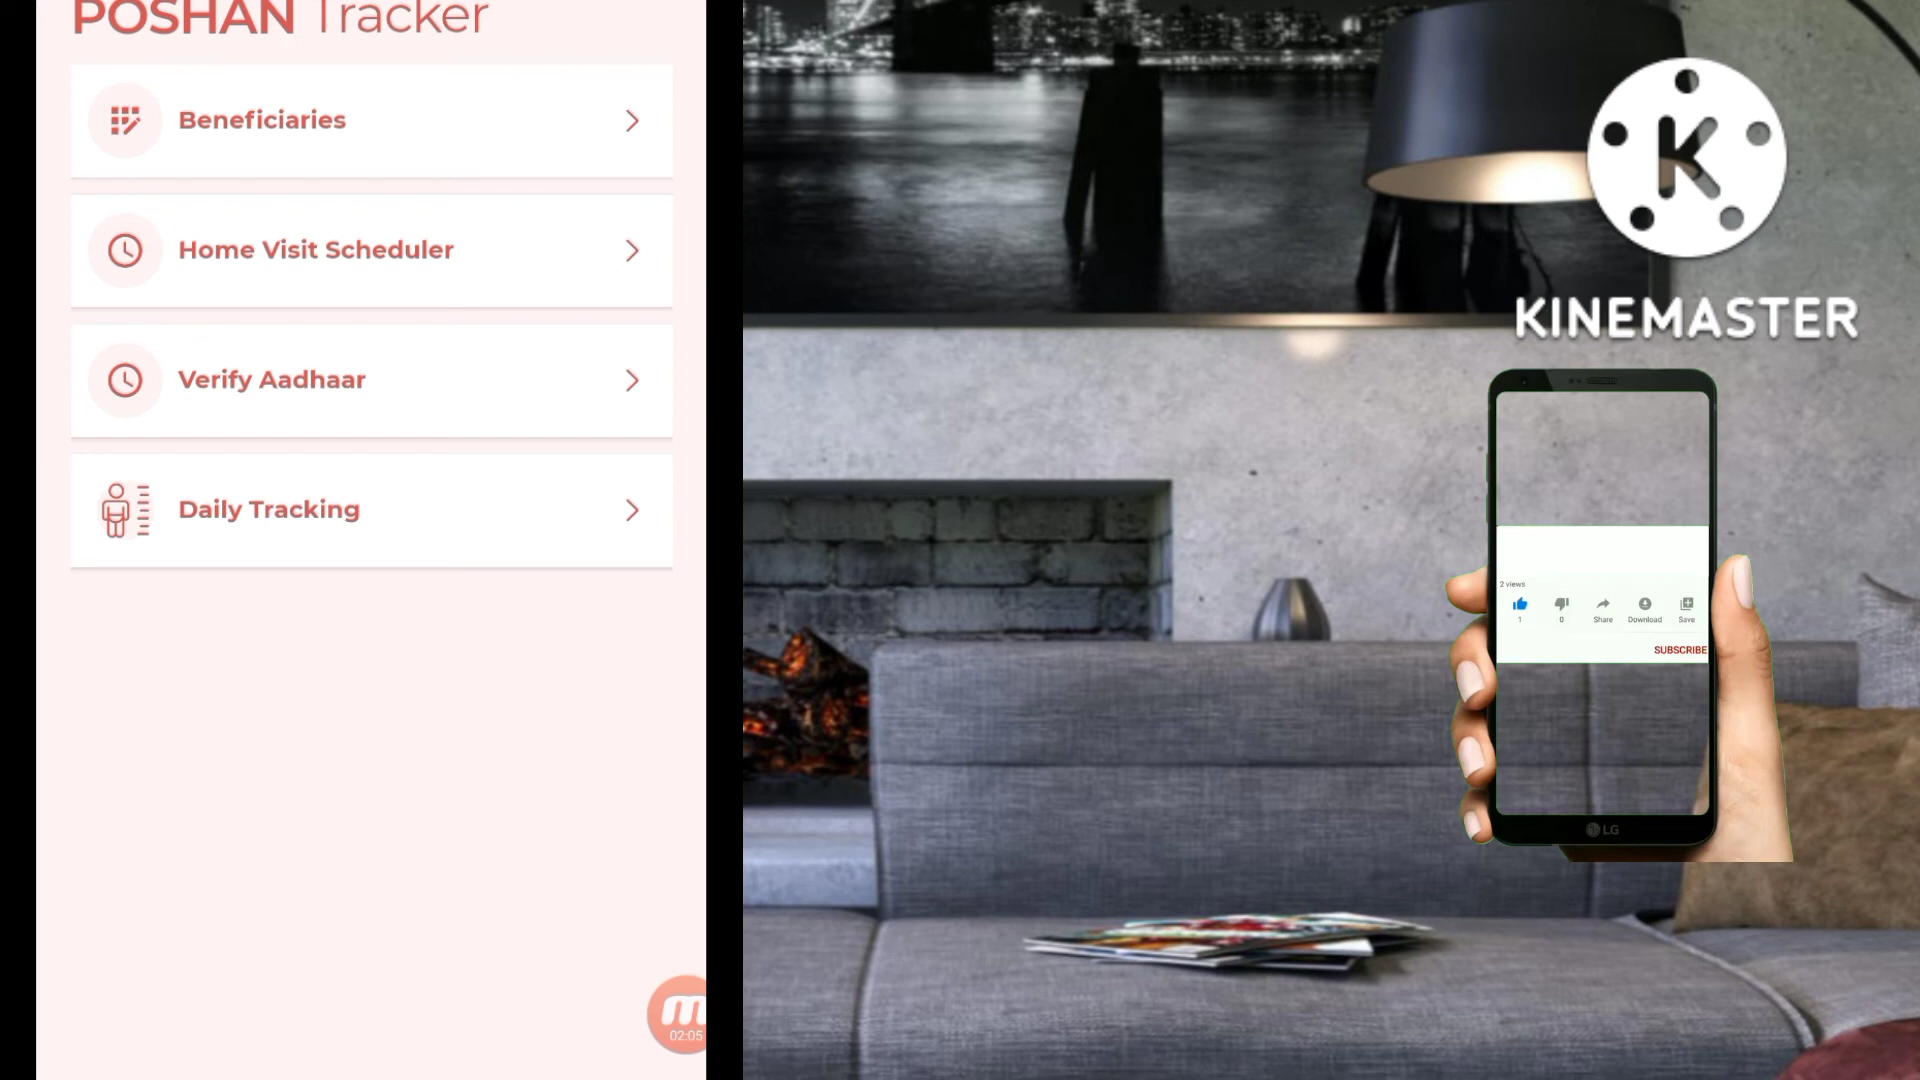 POSHAN Tracker
Beneficiaries
Home Visit Scheduler
Verify Aadhaar
Daily Tracking
02:05
K
KINEMASTER
2 views
1
0
Share
Download
Save
SUBSCRIBE
LG